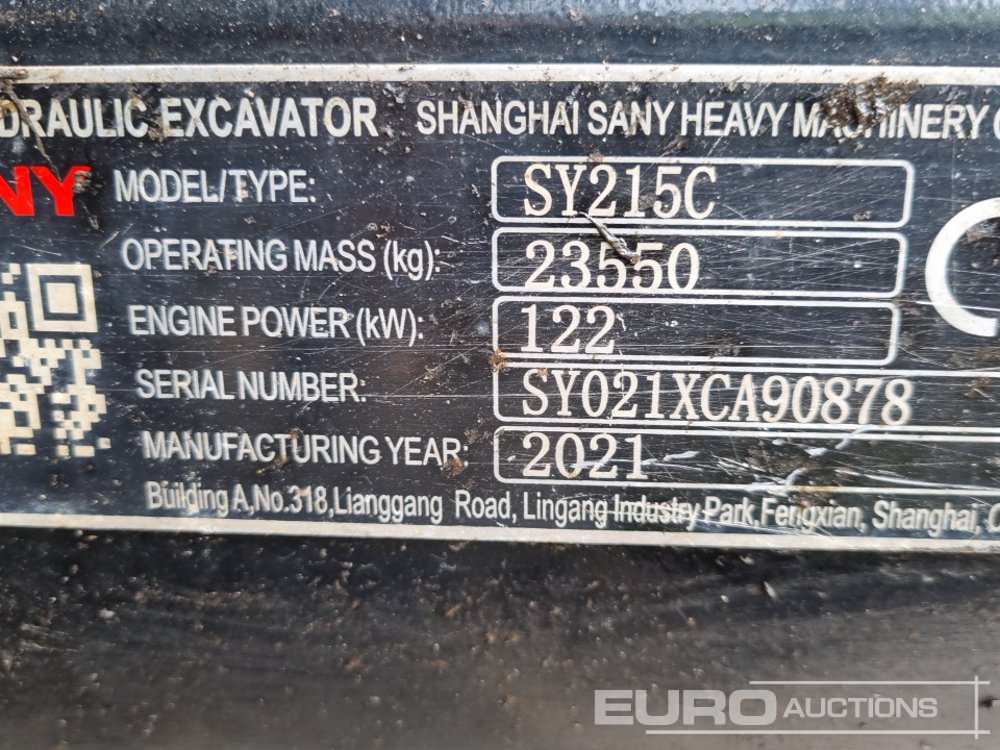 DRAULIC EXCAVATOR SHANGHAI SANY HEAVY MACHINERY (
NY MODEL/TYPE: SY215C
OPERATING MASS (kg): 23550
ENGINE POWER (kW): 122
SERIAL NUMBER: SY021XCA90878
MANUFACTURING YEAR: 2021
Building A,No.318,Lianggang Road, Lingang Industry Park,Fengxian, Shanghai, C
EURO AUCTIONS